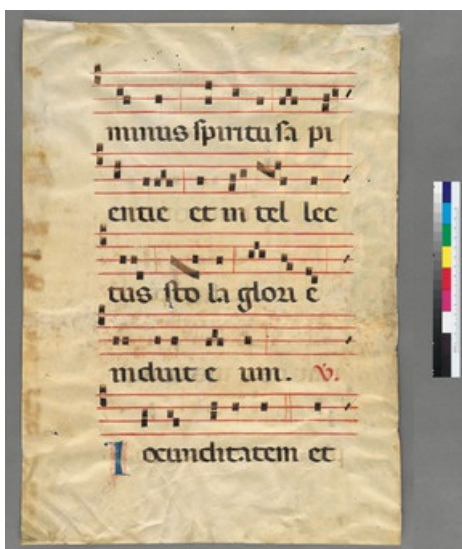 minus spiritu sa pi
entie et in tel lec
tus sto la glori e
induit e um. V.
Iocunditatem et